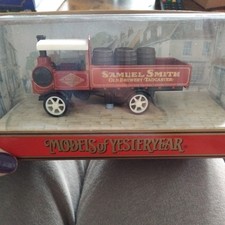 SAMUEL SMITH
OLD BREWERY TADCASTER
MODELS OF YESTERYEAR